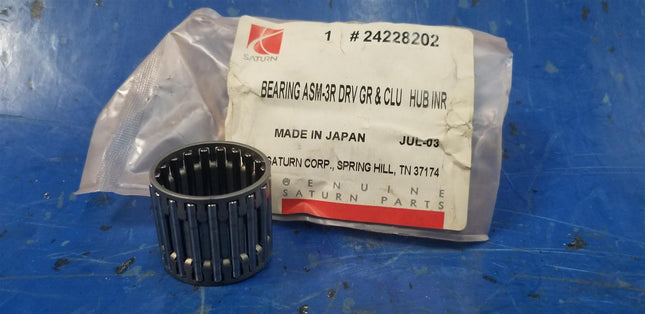 1 # 24228202
SATURN
BEARING ASM-3R DRV GR & CLU HUB INR
MADE IN JAPAN JUL-03
SATURN CORP., SPRING HILL, TN 37174
GENUINE
SATURN PARTS